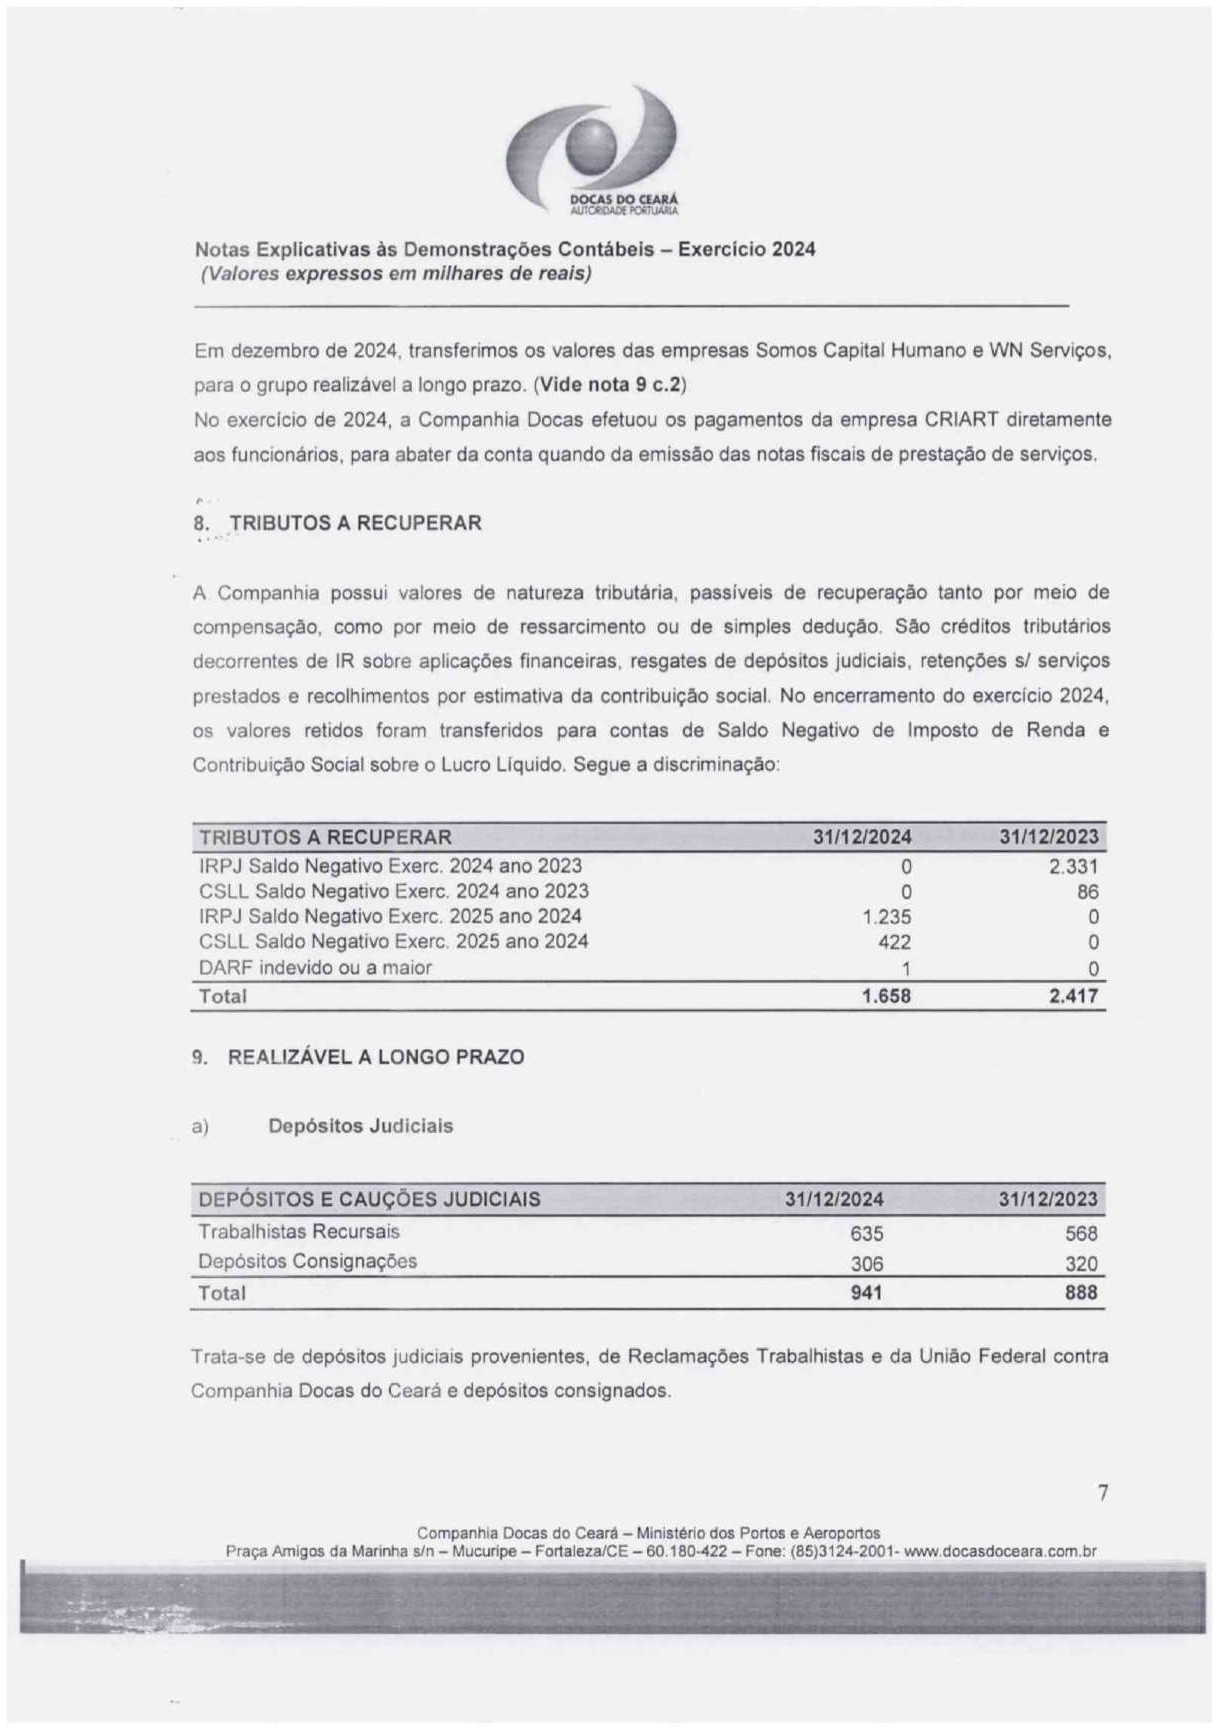 DOCAS DO CEARÁ
AUTORIDADE PORTUÁRIA
Notas Explicativas às Demonstrações Contábeis – Exercício 2024
(Valores expressos em milhares de reais)
Em dezembro de 2024, transferimos os valores das empresas Somos Capital Humano e WN Serviços,
para o grupo realizável a longo prazo. (Vide nota 9 c.2)
No exercício de 2024, a Companhia Docas efetuou os pagamentos da empresa CRIART diretamente
aos funcionários, para abater da conta quando da emissão das notas fiscais de prestação de serviços.
8. TRIBUTOS A RECUPERAR
A Companhia possui valores de natureza tributária, passíveis de recuperação tanto por meio de
compensação, como por meio de ressarcimento ou de simples dedução. São créditos tributários
decorrentes de IR sobre aplicações financeiras, resgates de depósitos judiciais, retenções s/ serviços
prestados e recolhimentos por estimativa da contribuição social. No encerramento do exercício 2024,
os valores retidos foram transferidos para contas de Saldo Negativo de Imposto de Renda e
Contribuição Social sobre o Lucro Líquido. Segue a discriminação:
TRIBUTOS A RECUPERAR 31/12/2024 31/12/2023
IRPJ Saldo Negativo Exerc. 2024 ano 2023 0 2.331
CSLL Saldo Negativo Exerc. 2024 ano 2023 0 86
IRPJ Saldo Negativo Exerc. 2025 ano 2024 1.235 0
CSLL Saldo Negativo Exerc. 2025 ano 2024 422 0
DARF indevido ou a maior 1 0
Total 1.658 2.417
9. REALIZÁVEL A LONGO PRAZO
a) Depósitos Judiciais
DEPÓSITOS E CAUÇÕES JUDICIAIS 31/12/2024 31/12/2023
Trabalhistas Recursais 635 568
Depósitos Consignações 306 320
Total 941 888
Trata-se de depósitos judiciais provenientes, de Reclamações Trabalhistas e da União Federal contra
Companhia Docas do Ceará e depósitos consignados.
7
Companhia Docas do Ceará – Ministério dos Portos e Aeroportos
Praça Amigos da Marinha s/n – Mucuripe – Fortaleza/CE – 60.180-422 – Fone: (85)3124-2001- www.docasdoceara.com.br